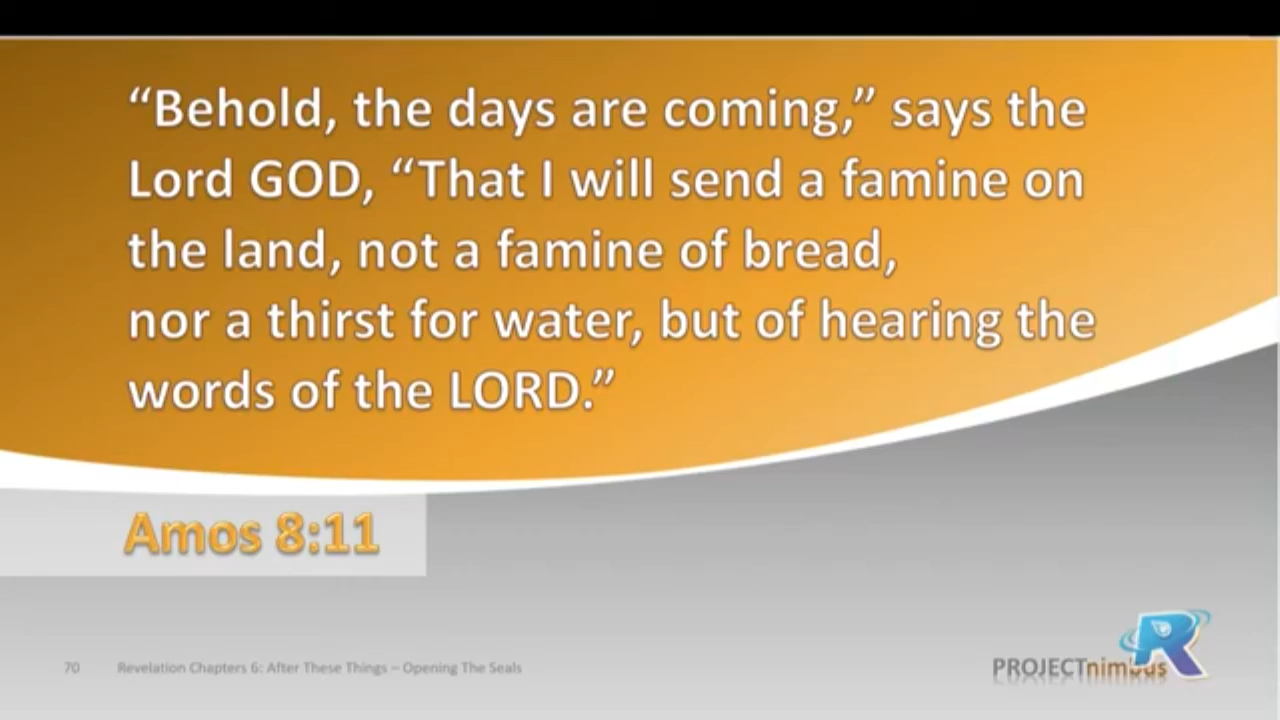 “Behold, the days are coming,” says the
Lord GOD, “That I will send a famine on
the land, not a famine of bread,
nor a thirst for water, but of hearing the
words of the LORD.”
Amos 8:11
70 Revelation Chapters 6: After These Things – Opening The Seals
PROJECTnimbus
R